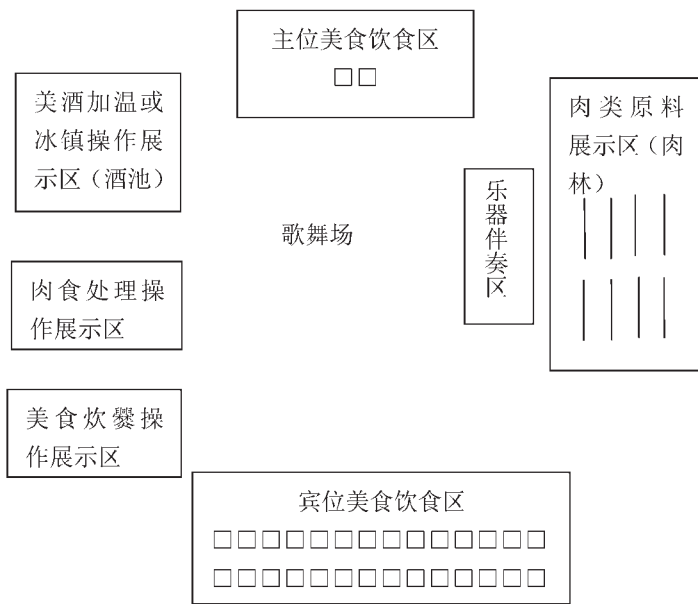 主位美食饮食区
美酒加温或
冰镇操作展
示区（酒池）
肉类原料
展示区（肉
林）
乐器伴奏区
歌舞场
肉食处理操
作展示区
美食炊爨操
作展示区
宾位美食饮食区